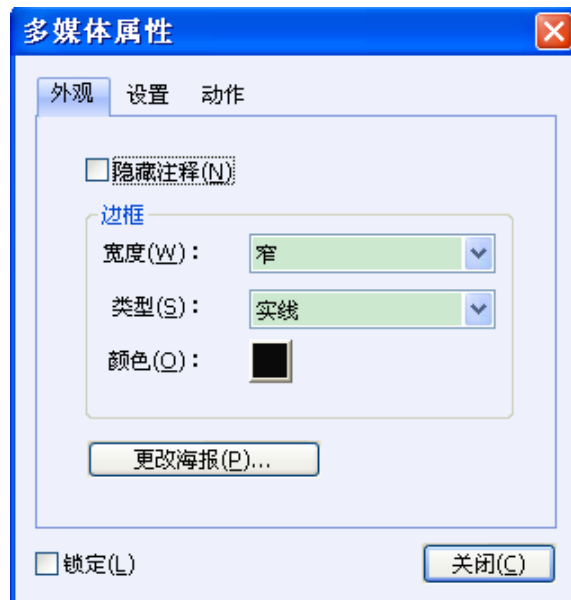 多媒体属性
外观 设置 动作
隐藏注释(N)
边框
宽度(W)： 窄
类型(S)： 实线
颜色(O)：
更改海报(P)...
锁定(L) 关闭(C)